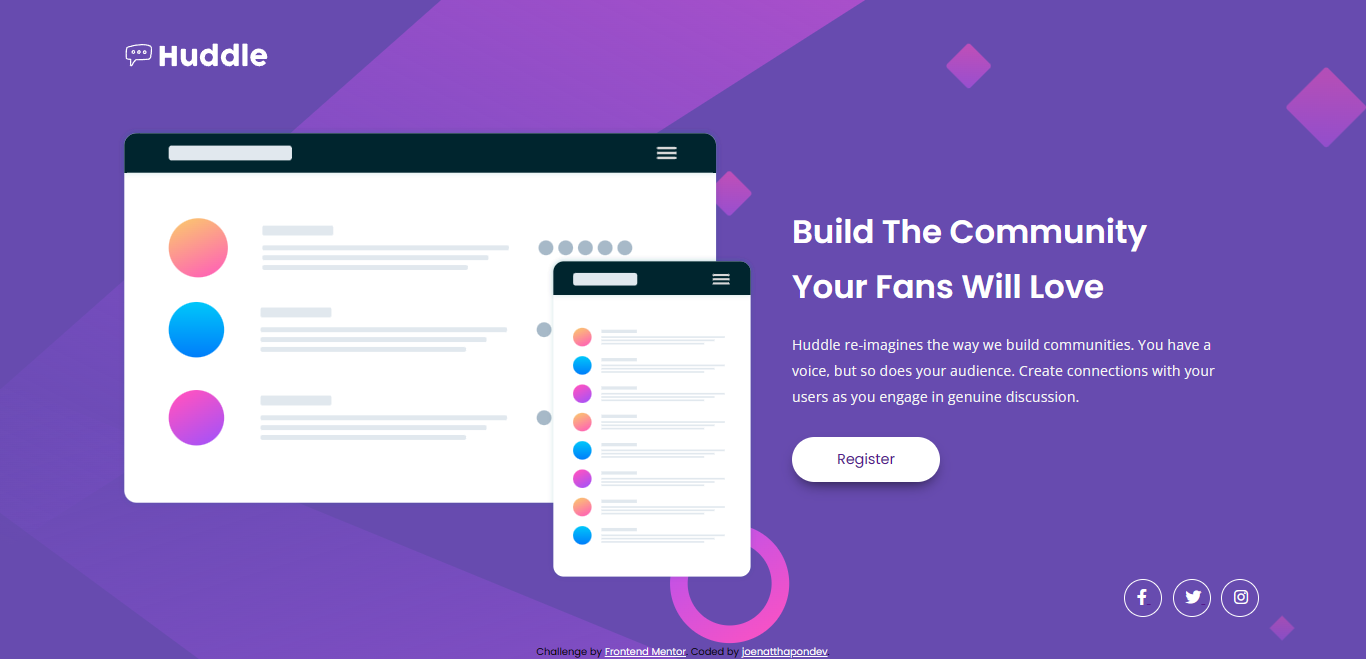 Huddle
Build The Community
Your Fans Will Love
Huddle re-imagines the way we build communities. You have a
voice, but so does your audience. Create connections with your
users as you engage in genuine discussion.
Register
Challenge by Frontend Mentor. Coded by joenatthapondev.